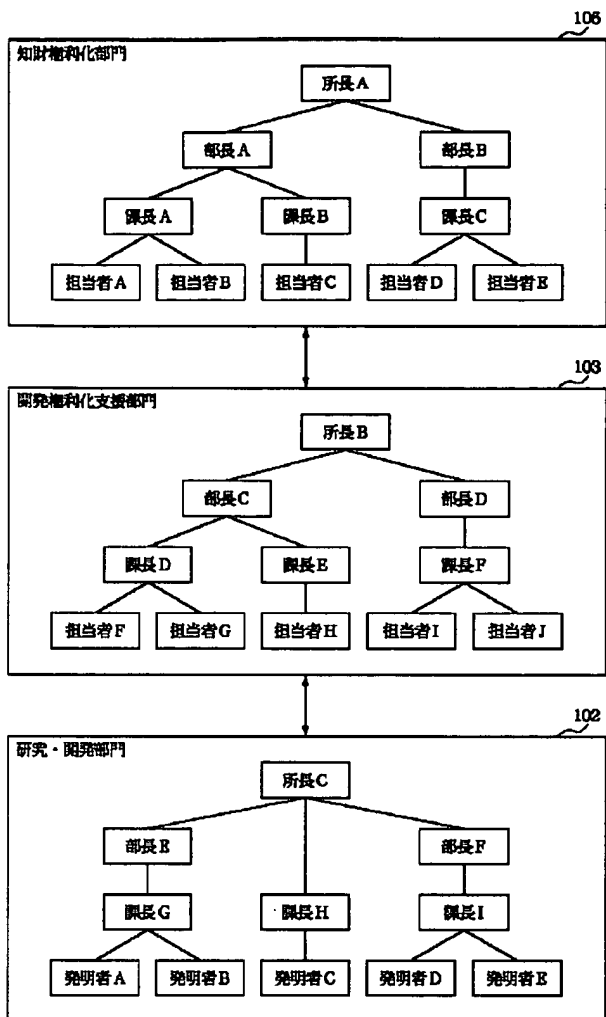 106
知財権利化部門
所長A
部長A 部長B
課長A 課長B 課長C
担当者A 担当者B 担当者C 担当者D 担当者E
103
開発権利化支援部門
所長B
部長C 部長D
課長D 課長E 課長F
担当者F 担当者G 担当者H 担当者I 担当者J
102
研究・開発部門
所長C
部長E 部長F
課長G 課長H 課長I
発明者A 発明者B 発明者C 発明者D 発明者E